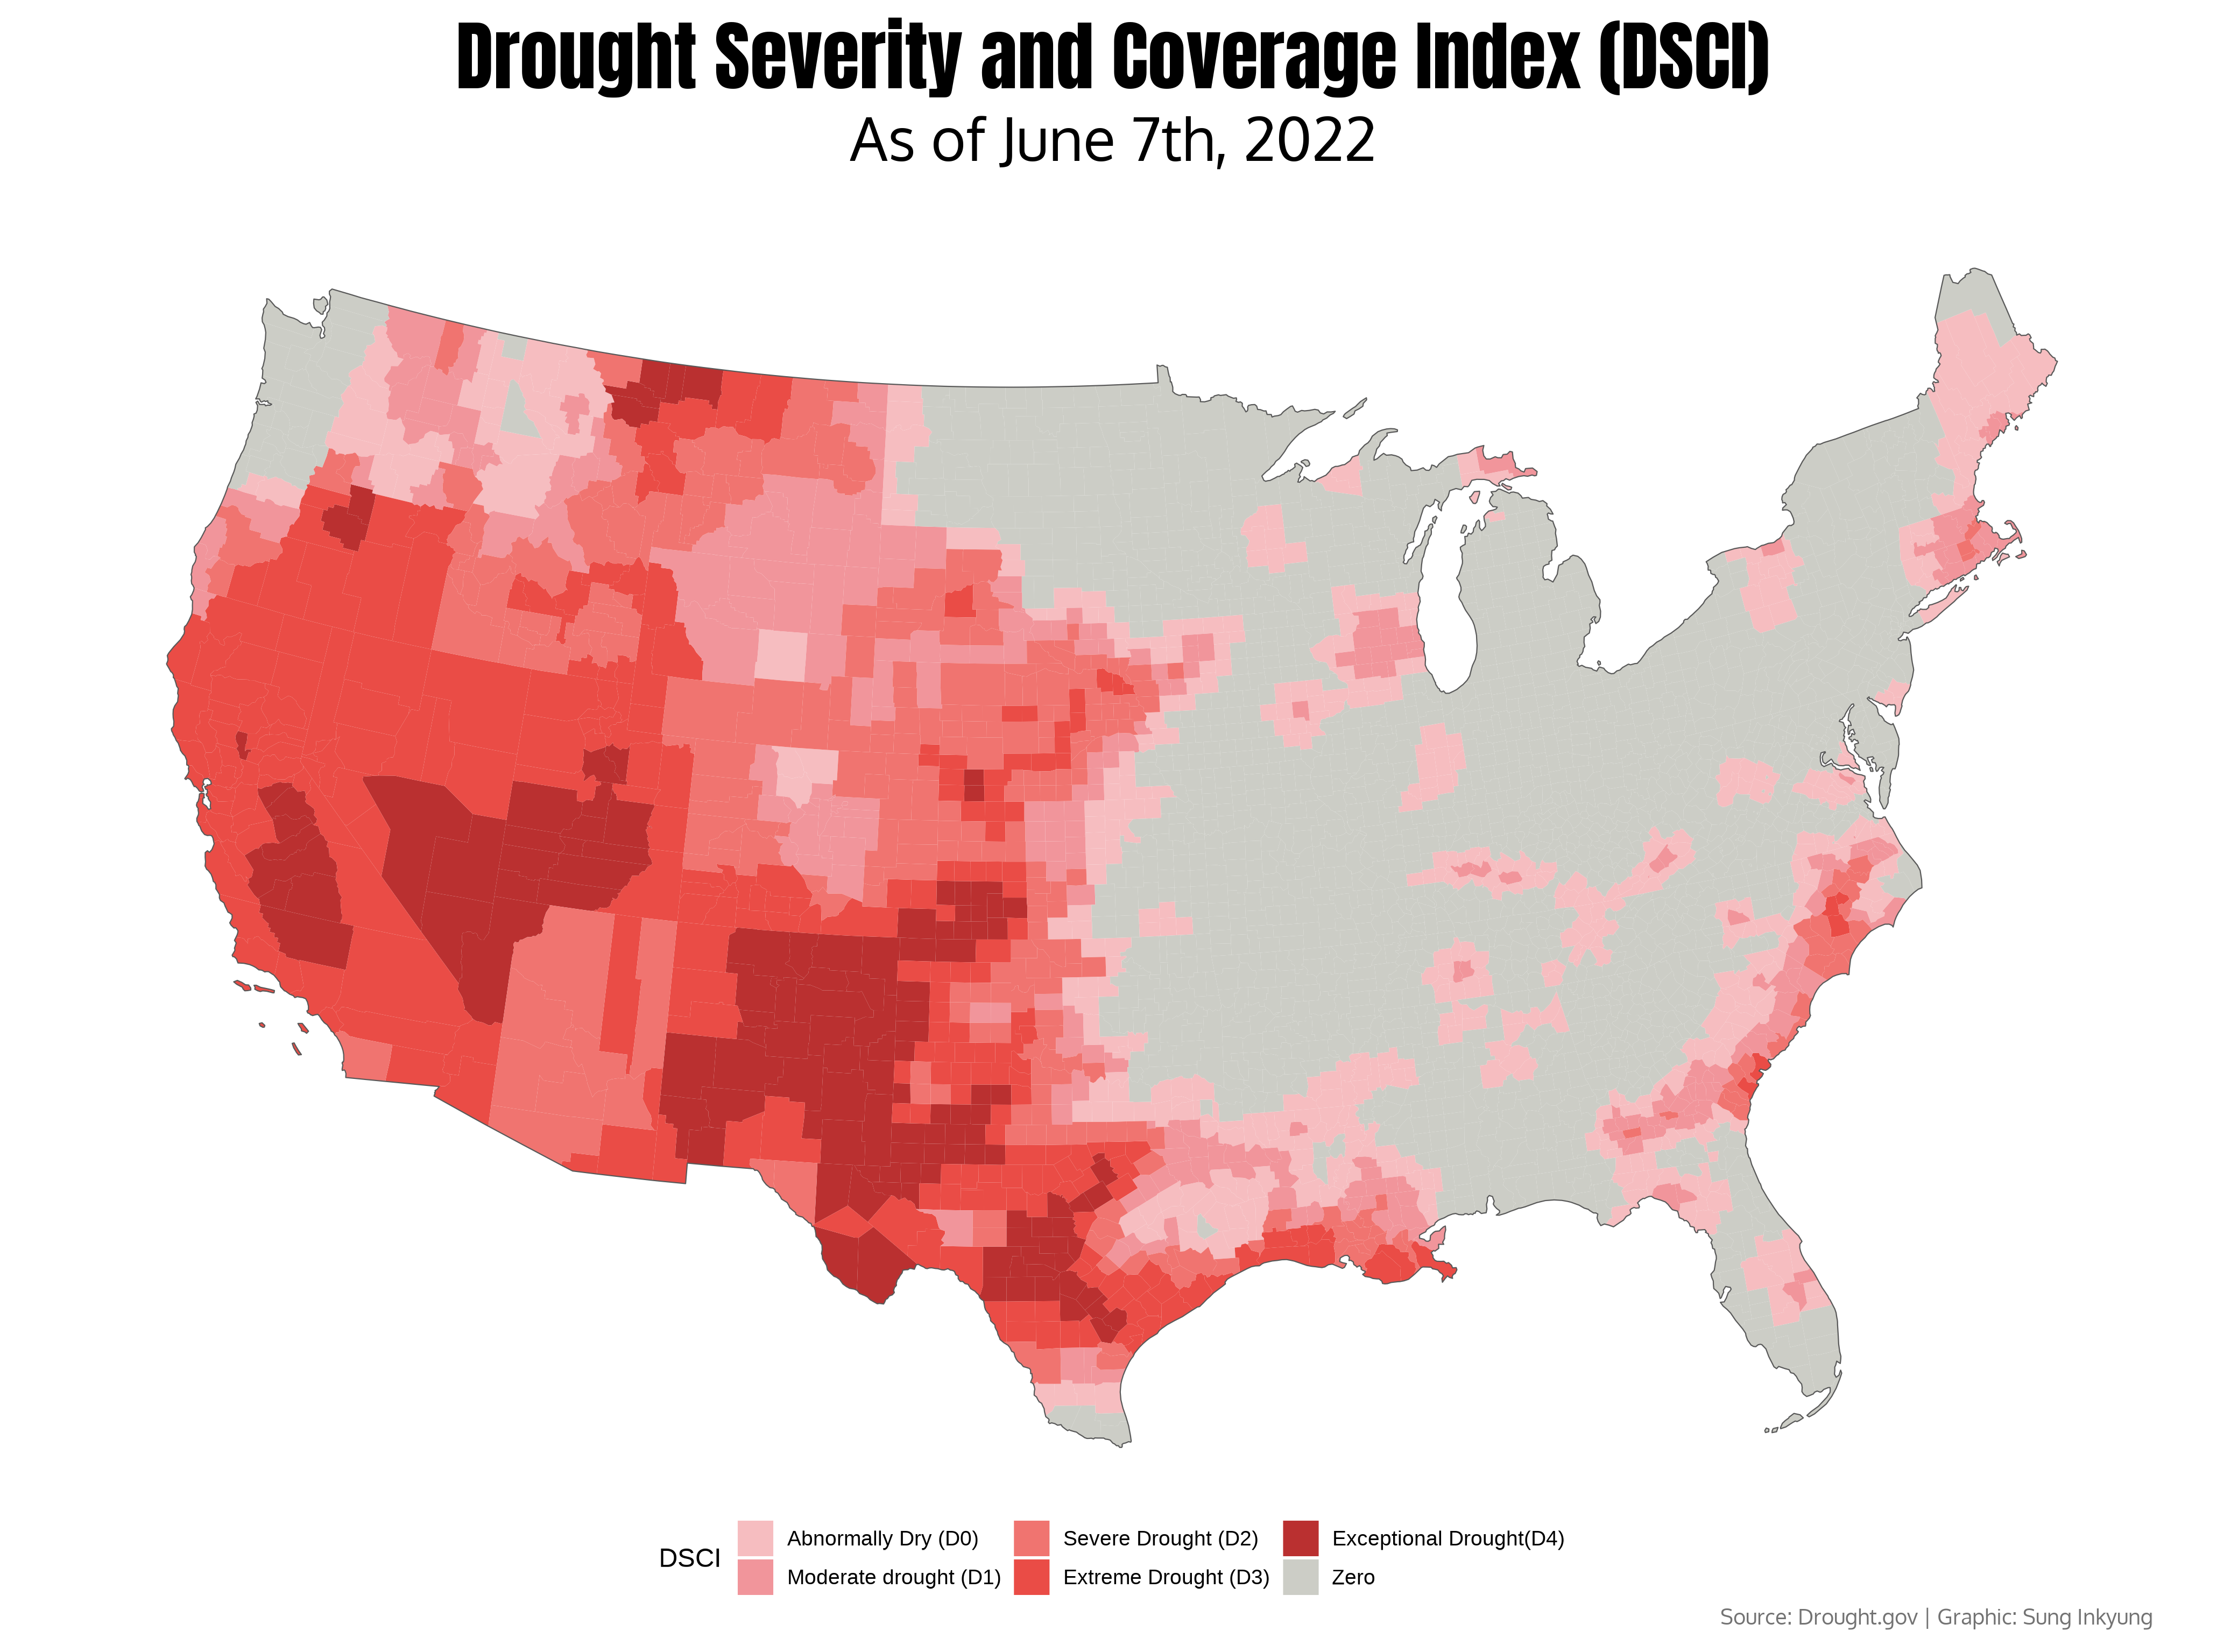 Drought Severity and Coverage Index (DSCI)
As of June 7th, 2022
DSCI
Abnormally Dry (D0)
Severe Drought (D2)
Exceptional Drought(D4)
Moderate drought (D1)
Extreme Drought (D3)
Zero
Source: Drought.gov | Graphic: Sung Inkyung